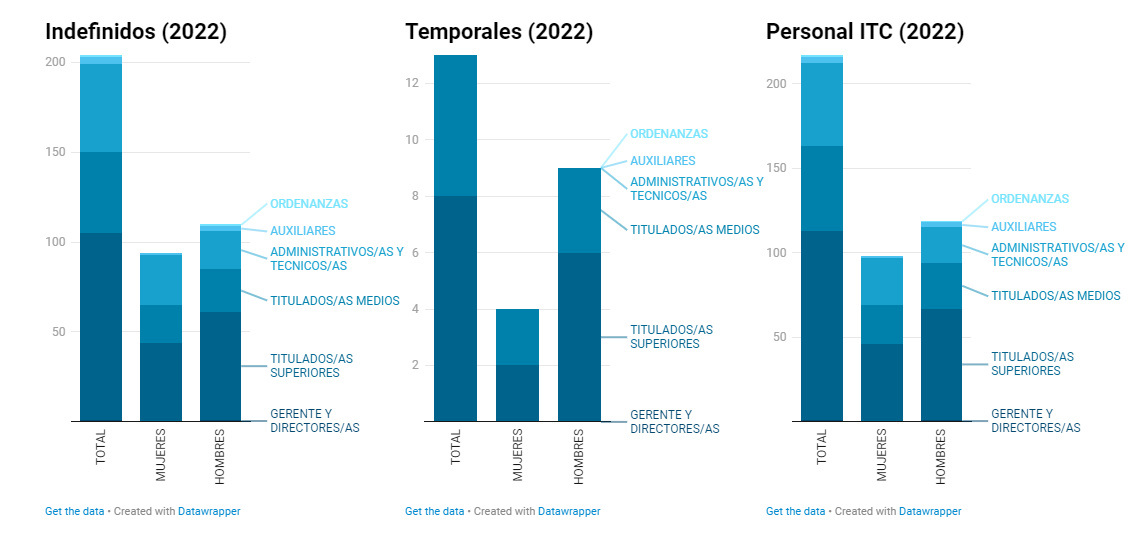 Indefinidos (2022)
200
150
100
50
ORDENANZAS
AUXILIARES
ADMINISTRATIVOS/AS Y
TECNICOS/AS
TITULADOS/AS MEDIOS
TITULADOS/AS
SUPERIORES
GERENTE Y
DIRECTORES/AS
TOTAL
MUJERES
HOMBRES
Get the data • Created with Datawrapper
Temporales (2022)
12
10
8
6
4
2
ORDENANZAS
AUXILIARES
ADMINISTRATIVOS/AS Y
TECNICOS/AS
TITULADOS/AS MEDIOS
TITULADOS/AS
SUPERIORES
GERENTE Y
DIRECTORES/AS
TOTAL
MUJERES
HOMBRES
Get the data • Created with Datawrapper
Personal ITC (2022)
200
150
100
50
ORDENANZAS
AUXILIARES
ADMINISTRATIVOS/AS Y
TECNICOS/AS
TITULADOS/AS MEDIOS
TITULADOS/AS
SUPERIORES
GERENTE Y
DIRECTORES/AS
TOTAL
MUJERES
HOMBRES
Get the data • Created with Datawrapper